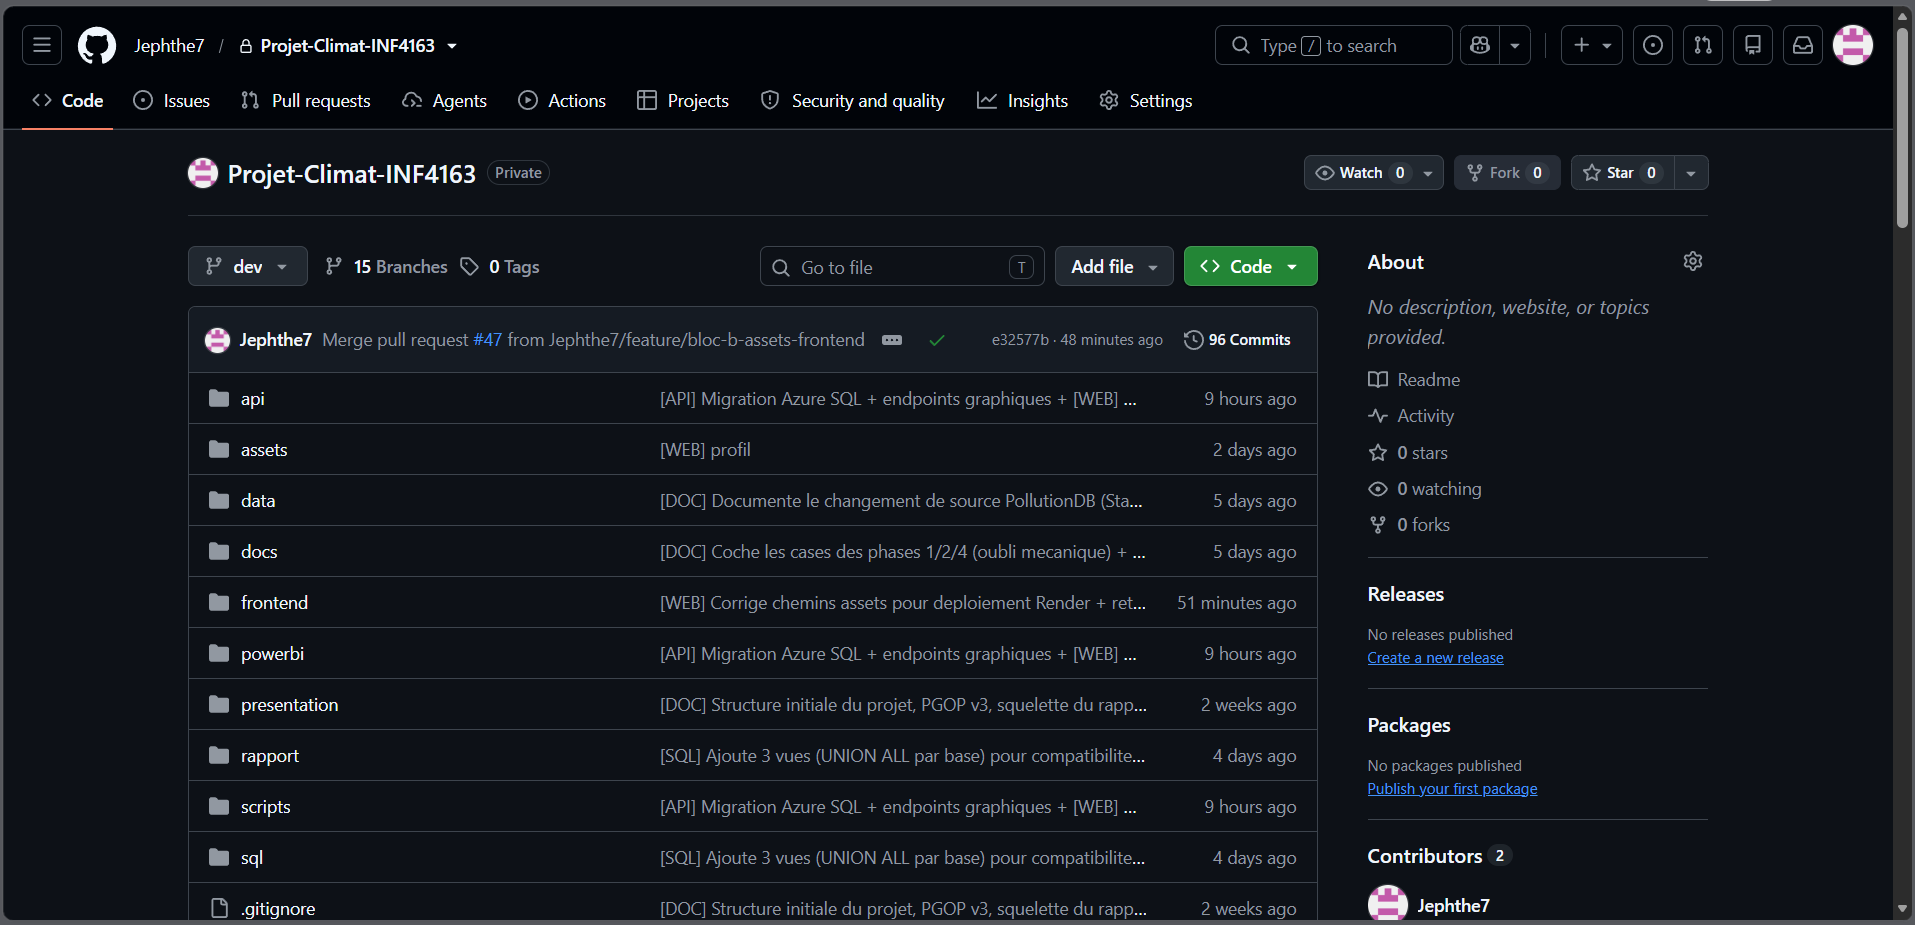 Jephthe7 / Projet-Climat-INF4163
Type / to search
Code Issues Pull requests Agents Actions Projects Security and quality Insights Settings
Projet-Climat-INF4163 Private
Watch 0 Fork 0 Star 0
dev 15 Branches 0 Tags Go to file T Add file Code
Jephthe7 Merge pull request #47 from Jephthe7/feature/bloc-b-assets-frontend e32577b · 48 minutes ago 96 Commits
api [API] Migration Azure SQL + endpoints graphiques + [WEB] ... 9 hours ago
assets [WEB] profil 2 days ago
data [DOC] Documente le changement de source PollutionDB (Sta... 5 days ago
docs [DOC] Coche les cases des phases 1/2/4 (oubli mecanique) + ... 5 days ago
frontend [WEB] Corrige chemins assets pour deploiement Render + ret... 51 minutes ago
powerbi [API] Migration Azure SQL + endpoints graphiques + [WEB] ... 9 hours ago
presentation [DOC] Structure initiale du projet, PGOP v3, squelette du rapp... 2 weeks ago
rapport [SQL] Ajoute 3 vues (UNION ALL par base) pour compatibilite... 4 days ago
scripts [API] Migration Azure SQL + endpoints graphiques + [WEB] ... 9 hours ago
sql [SQL] Ajoute 3 vues (UNION ALL par base) pour compatibilite... 4 days ago
.gitignore [DOC] Structure initiale du projet, PGOP v3, squelette du rapp... 2 weeks ago
About
No description, website, or topics
provided.
Readme
Activity
0 stars
0 watching
0 forks
Releases
No releases published
Create a new release
Packages
No packages published
Publish your first package
Contributors 2
Jephthe7